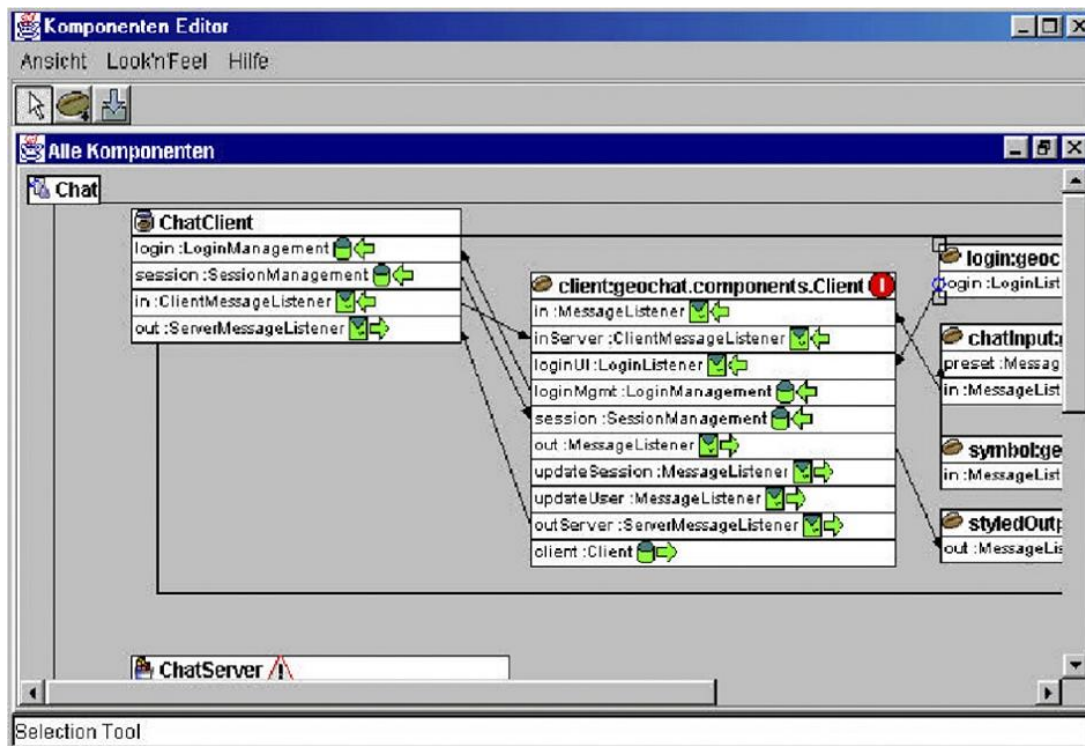 Komponenten Editor
Ansicht Look'n'Feel Hilfe
Alle Komponenten
Chat
ChatClient
login :LoginManagement
session :SessionManagement
in :ClientMessageListener
out :ServerMessageListener
client:geochat.components.Client
in :MessageListener
inServer :ClientMessageListener
loginUI :LoginListener
loginMgmt :LoginManagement
session :SessionManagement
out :MessageListener
updateSession :MessageListener
updateUser :MessageListener
outServer :ServerMessageListener
client :Client
login:geoc
ogin :LoginList
chatInput:
preset :Messag
in :MessageList
symbol:ge
in :MessageList
styledOutp
out :MessageLis
ChatServer
Selection Tool